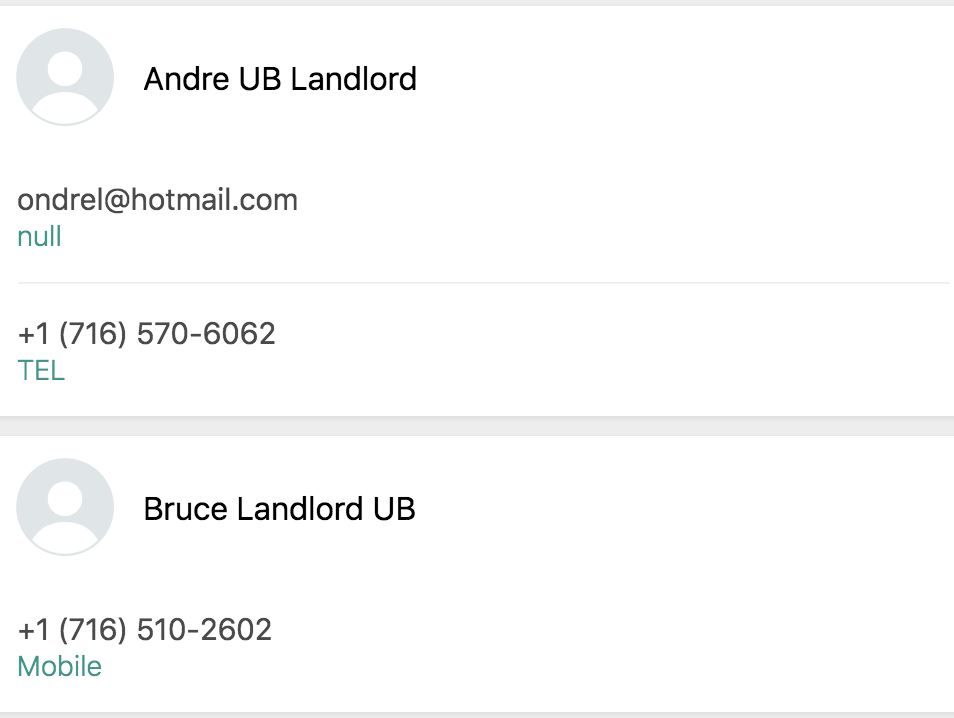 Andre UB Landlord
ondrel@hotmail.com
null
+1 (716) 570-6062
TEL
Bruce Landlord UB
+1 (716) 510-2602
Mobile